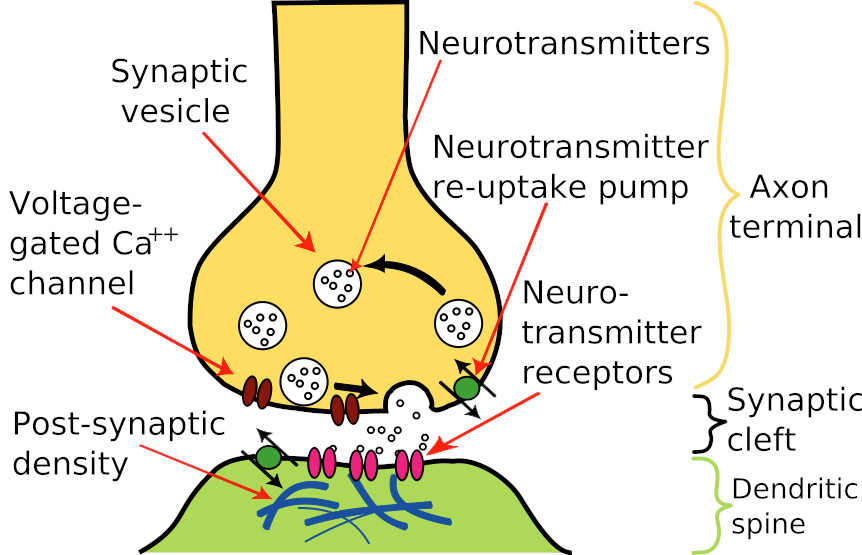 Neurotransmitters
Synaptic
vesicle
Neurotransmitter
re-uptake pump
Axon
terminal
Voltage-
gated Ca++
channel
Neuro-
transmitter
receptors
Synaptic
cleft
Post-synaptic
density
Dendritic
spine